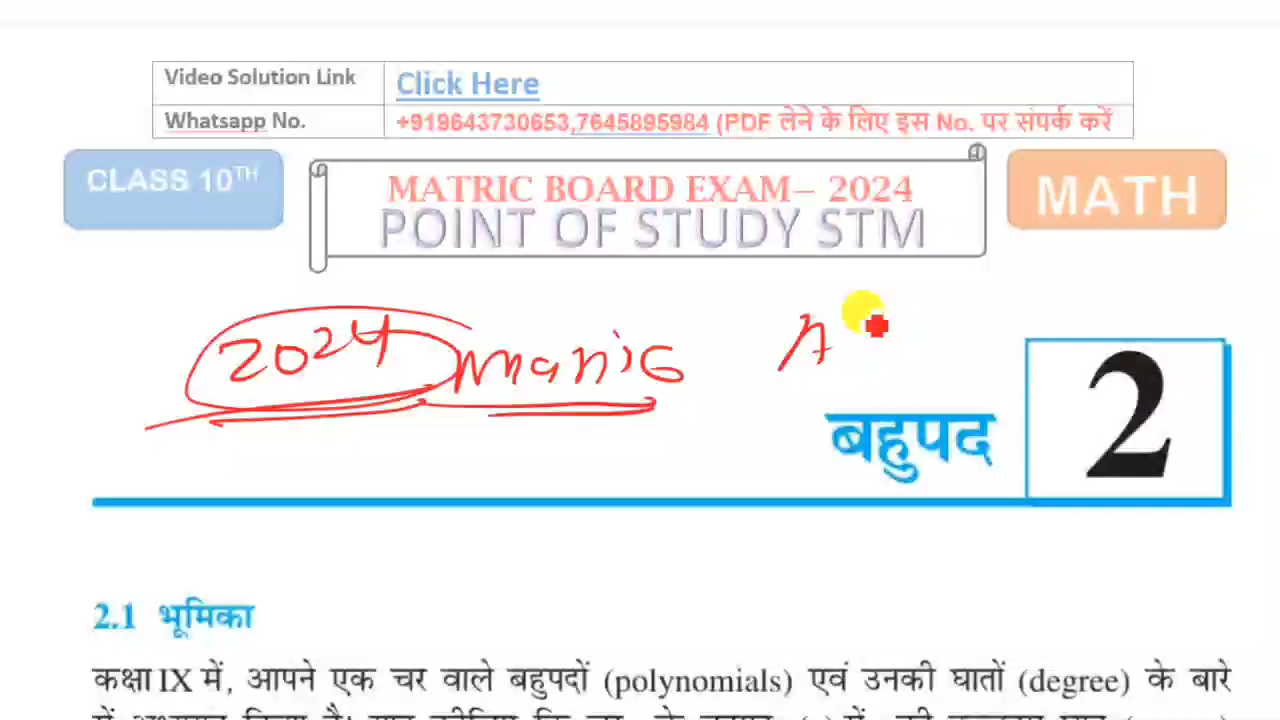 Video Solution Link Click Here
Whatsapp No. +919643730653,7645895984 (PDF लेने के लिए इस No. पर संपर्क करें
CLASS 10TH
MATRIC BOARD EXAM– 2024
POINT OF STUDY STM
MATH
2024 A
बहुपद 2
2.1 भूमिका
कक्षा IX में, आपने एक चर वाले बहुपदों (polynomials) एवं उनकी घातों (degree) के बारे